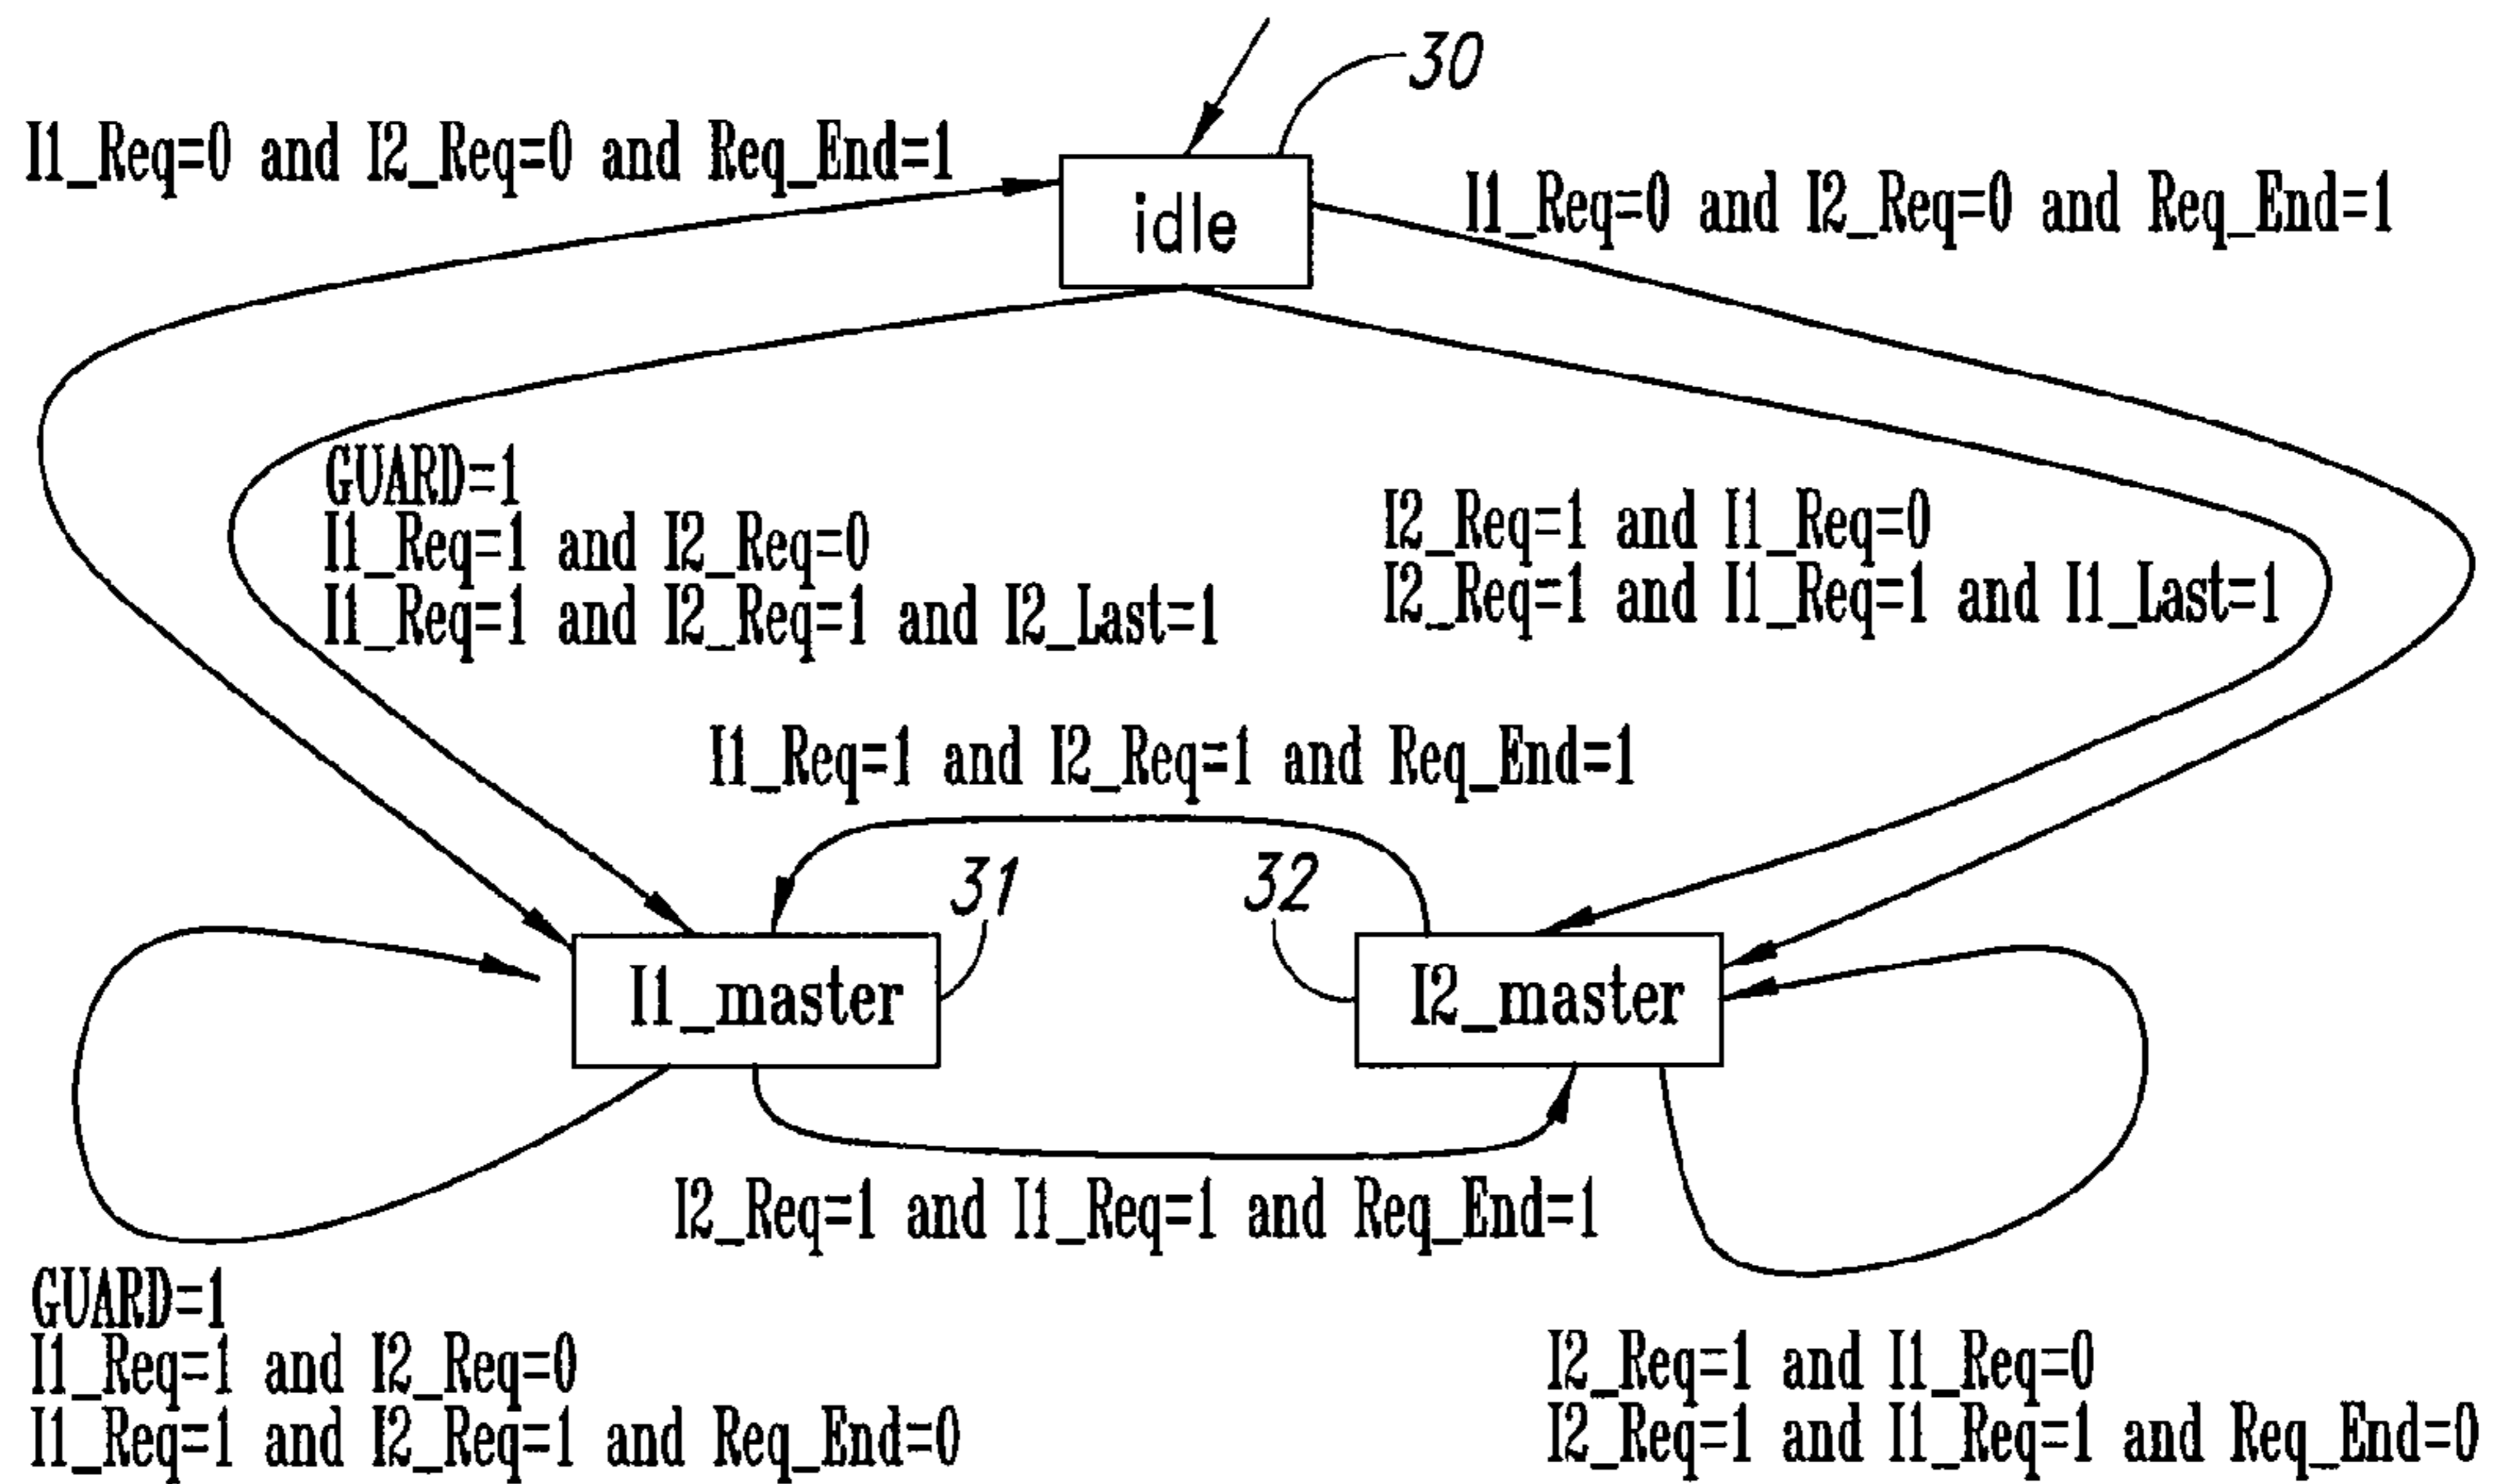 30
I1_Req=0 and I2_Req=0 and Req_End=1
idle
I1_Req=0 and I2_Req=0 and Req_End=1
GUARD=1
I1_Req=1 and I2_Req=0
I1_Req=1 and I2_Req=1 and I2_Last=1
I2_Req=1 and I1_Req=0
I2_Req=1 and I1_Req=1 and I1_Last=1
I1_Req=1 and I2_Req=1 and Req_End=1
31
32
I1_master
I2_master
I2_Req=1 and I1_Req=1 and Req_End=1
GUARD=1
I1_Req=1 and I2_Req=0
I1_Req=1 and I2_Req=1 and Req_End=0
I2_Req=1 and I1_Req=0
I2_Req=1 and I1_Req=1 and Req_End=0